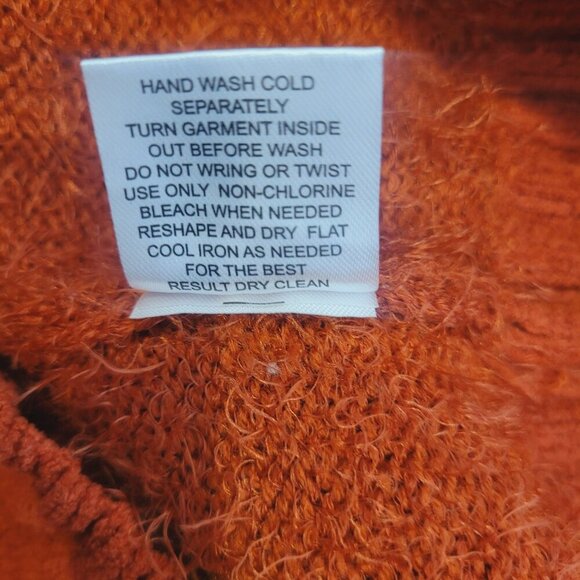 HAND WASH COLD
SEPARATELY
TURN GARMENT INSIDE
OUT BEFORE WASH
DO NOT WRING OR TWIST
USE ONLY NON-CHLORINE
BLEACH WHEN NEEDED
RESHAPE AND DRY FLAT
COOL IRON AS NEEDED
FOR THE BEST
RESULT DRY CLEAN